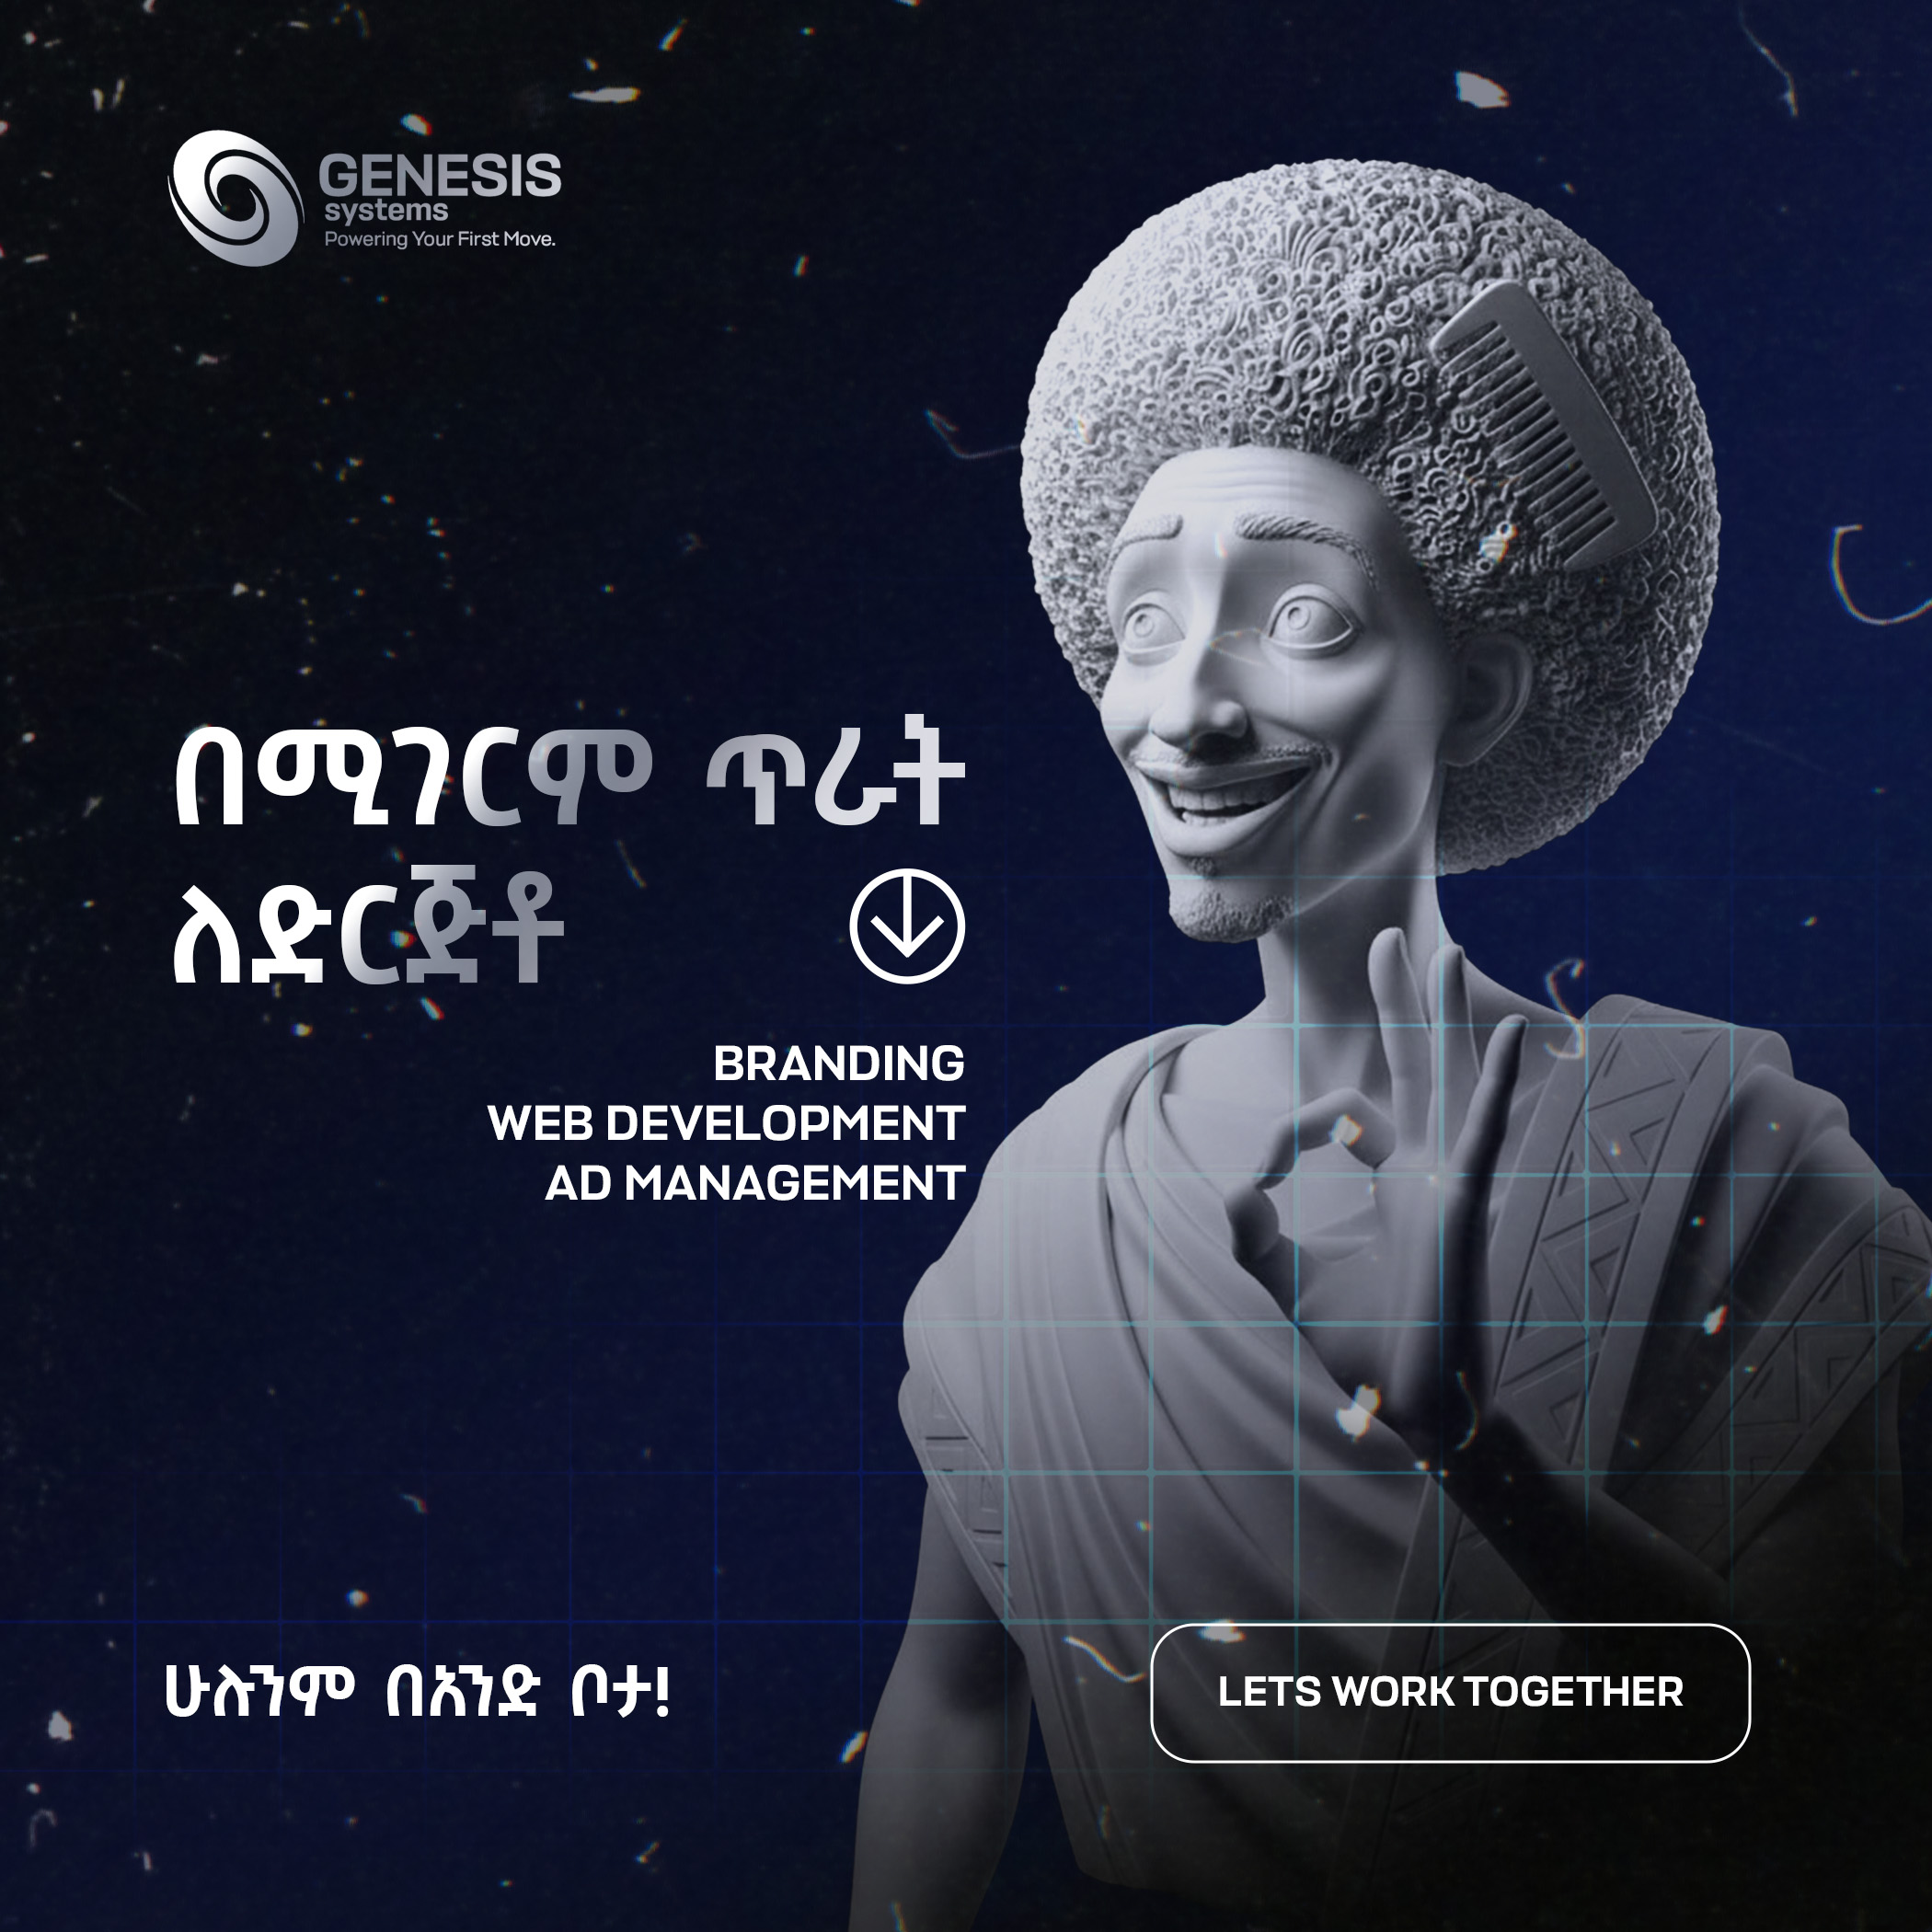 GENESIS
systems
Powering Your First Move.
በሚገርም ጥራት
ለድርጅቶ
BRANDING
WEB DEVELOPMENT
AD MANAGEMENT
ሁሉንም በአንድ ቦታ!
LETS WORK TOGETHER